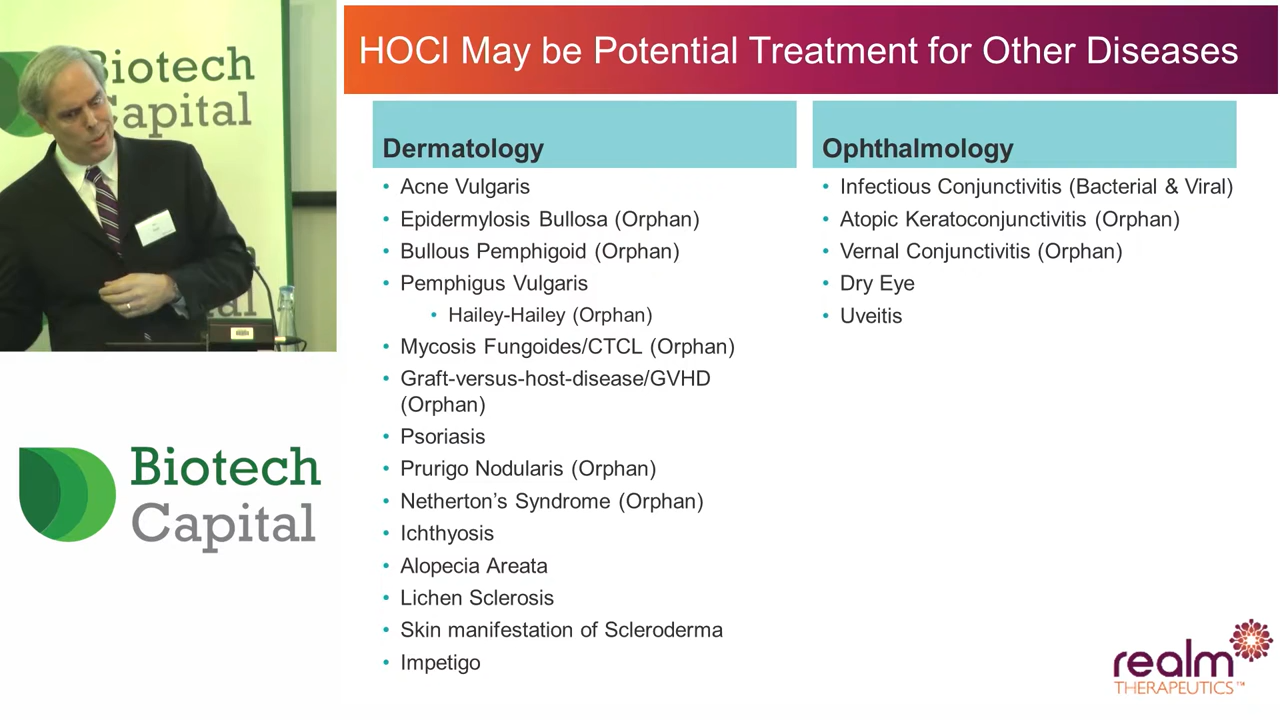 Biotech
Capital
HOCl May be Potential Treatment for Other Diseases
Dermatology
• Acne Vulgaris
• Epidermylosis Bullosa (Orphan)
• Bullous Pemphigoid (Orphan)
• Pemphigus Vulgaris
• Hailey-Hailey (Orphan)
• Mycosis Fungoides/CTCL (Orphan)
• Graft-versus-host-disease/GVHD
(Orphan)
• Psoriasis
• Prurigo Nodularis (Orphan)
• Netherton’s Syndrome (Orphan)
• Ichthyosis
• Alopecia Areata
• Lichen Sclerosis
• Skin manifestation of Scleroderma
• Impetigo
Ophthalmology
• Infectious Conjunctivitis (Bacterial & Viral)
• Atopic Keratoconjunctivitis (Orphan)
• Vernal Conjunctivitis (Orphan)
• Dry Eye
• Uveitis
Biotech
Capital
realm
THERAPEUTICS™